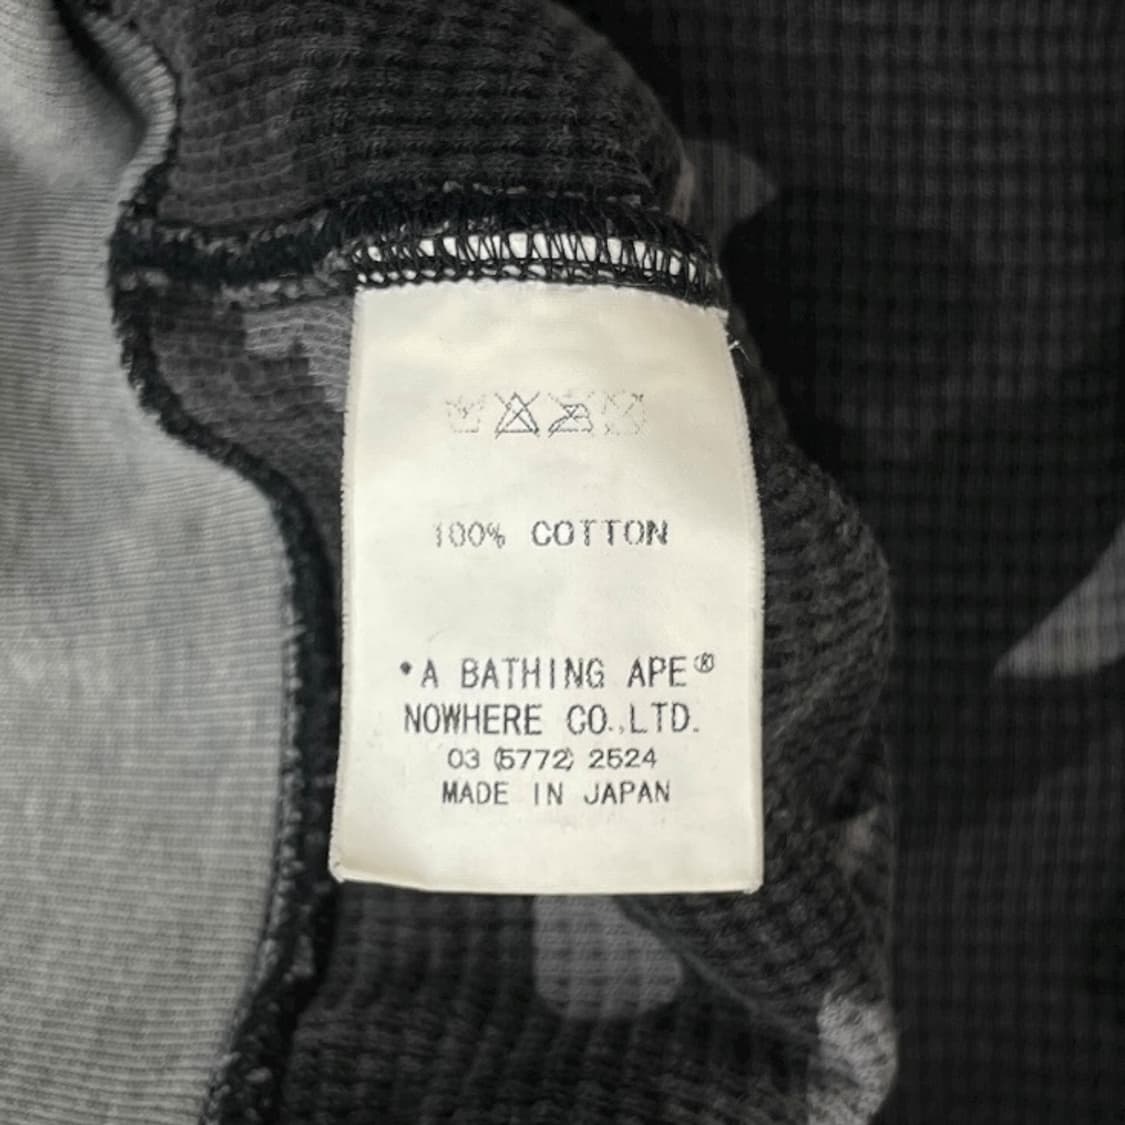 100% COTTON
*A BATHING APE®
NOWHERE CO.,LTD.
03 (5772) 2524
MADE IN JAPAN